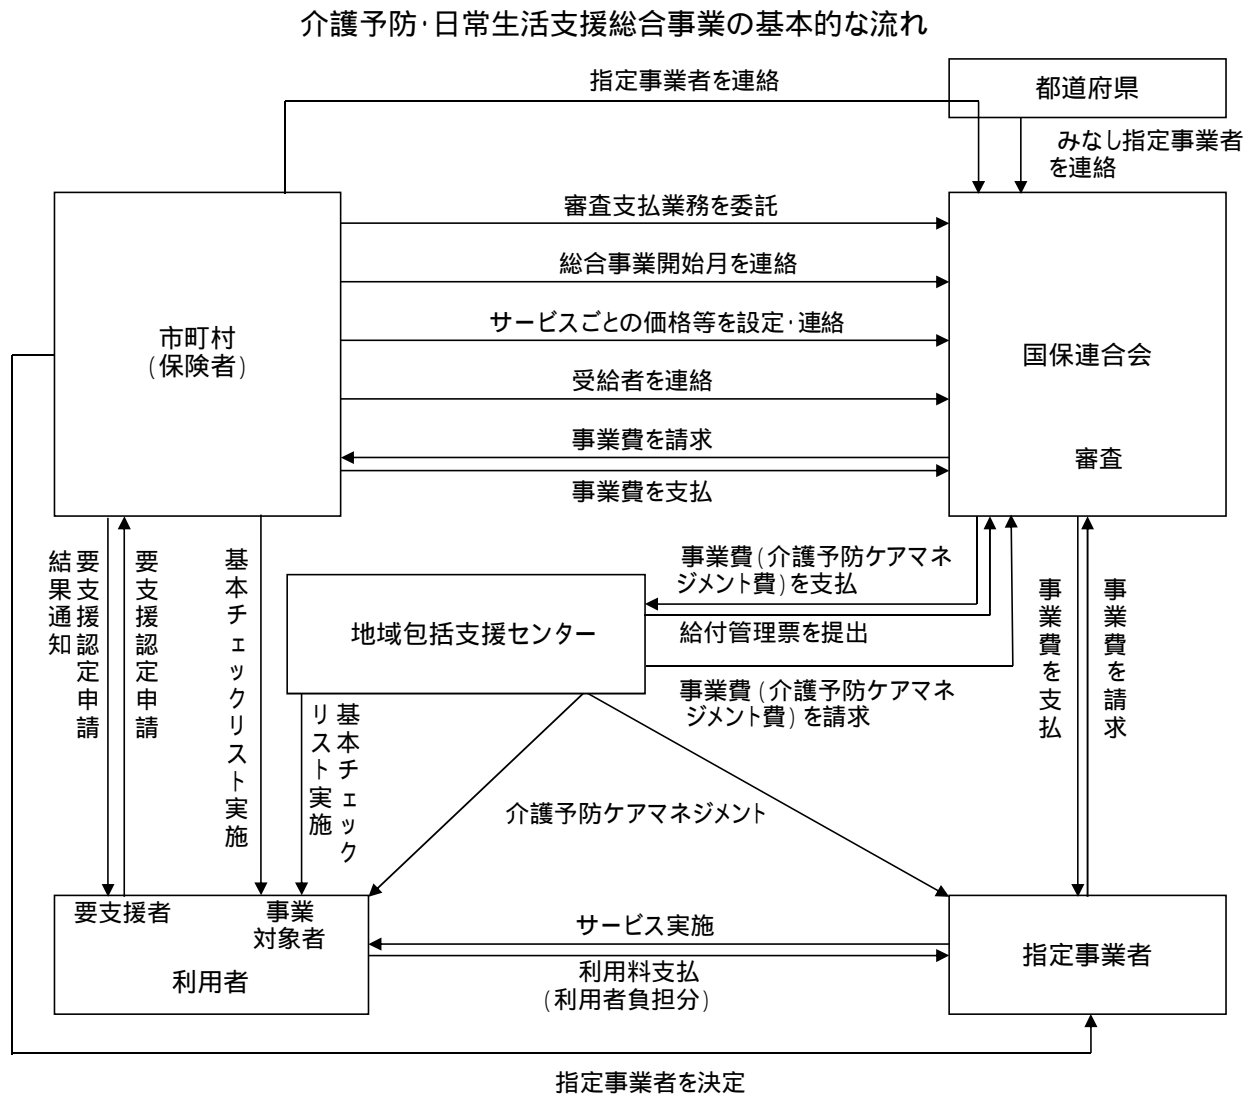 介護予防・日常生活支援総合事業の基本的な流れ
指定事業者を連絡
都道府県
みなし指定事業者
を連絡
審査支払業務を委託
総合事業開始月を連絡
サービスごとの価格等を設定・連絡
市町村
(保険者)
国保連合会
受給者を連絡
事業費を請求
審査
事業費を支払
要支援認定申請
結果通知
要支援認定申請
基本チェックリスト実施
事業費(介護予防ケアマネ
ジメント費)を支払
地域包括支援センター
給付管理票を提出
事業費(介護予防ケアマネ
ジメント費)を請求
事業費を支払
事業費を請求
基本チェック
リスト実施
介護予防ケアマネジメント
要支援者
事業
対象者
利用者
サービス実施
利用料支払
(利用者負担分)
指定事業者
指定事業者を決定